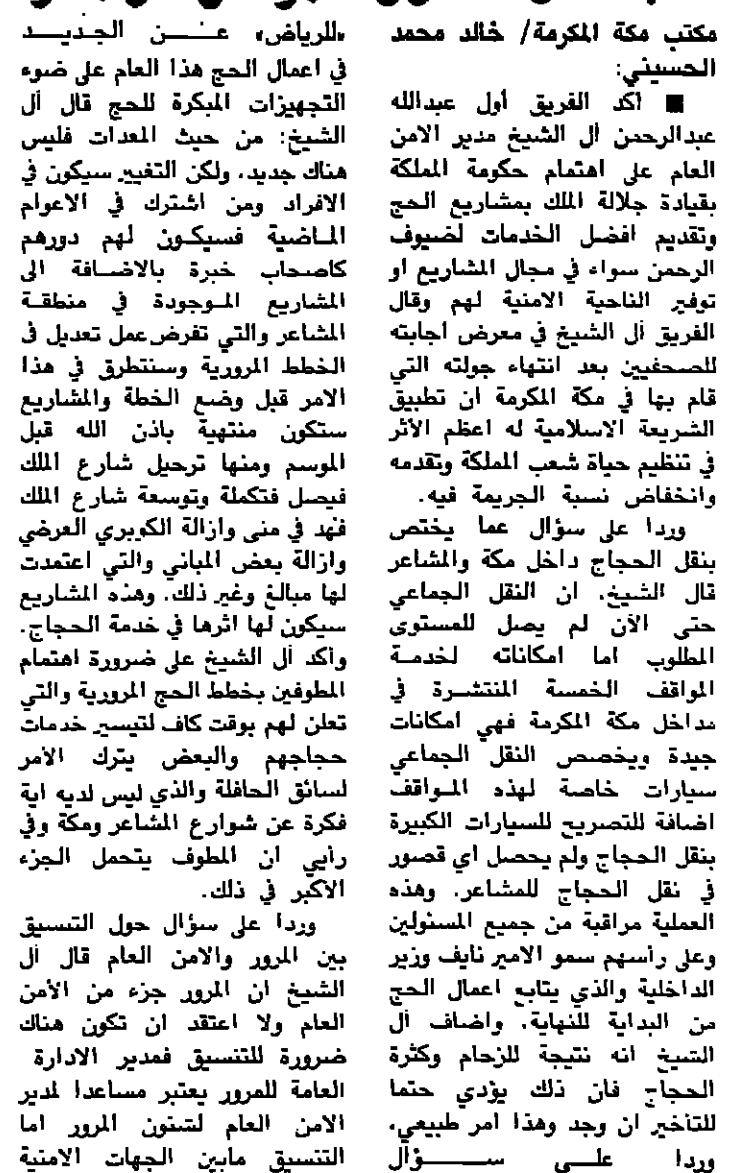 مكتب مكة المكرمة/ خالد محمد
الحسيني:
■ اكد الفريق أول عبدالله
عبدالرحمن آل الشيخ مدير الامن
العام على اهتمام حكومة المملكة
بقيادة جلالة الملك بمشاريع الحج
وتقديم افضل الخدمات لضيوف
الرحمن سواء في مجال المشاريع او
توفير الناحية الامنية لهم وقال
الفريق آل الشيخ في معرض اجابته
للصحفيين بعد انتهاء جولته التي
قام بها في مكة المكرمة ان تطبيق
الشريعة الاسلامية له اعظم الأثر
في تنظيم حياة شعب المملكة وتقدمه
وانخفاض نسبة الجريمة فيه.
وردا على سؤال عما يختص
بنقل الحجاج داخل مكة والمشاعر
قال الشيخ. ان النقل الجماعي
حتى الآن لم يصل للمستوى
المطلوب اما امكاناته لخدمة
المواقف الخمسة المنتشرة في
مداخل مكة المكرمة فهي امكانات
جيدة ويخصص النقل الجماعي
سيارات خاصة لهذه المواقف
اضافة للتصريح للسيارات الكبيرة
بنقل الحجاج ولم يحصل اي قصور
في نقل الحجاج للمشاعر. وهذه
العملية مراقبة من جميع المسئولين
وعلى رأسهم سمو الامير نايف وزير
الداخلية والذي يتابع اعمال الحج
من البداية للنهاية. واضاف آل
الشيخ انه نتيجة للزحام وكثرة
الحجاج فان ذلك يؤدي حتما
للتأخير ان وجد وهذا امر طبيعي.
وردا على سؤال
«للرياض» عن الجديد
في اعمال الحج هذا العام على ضوء
التجهيزات المبكرة للحج قال آل
الشيخ: من حيث المعدات فليس
هناك جديد. ولكن التغيير سيكون في
الافراد ومن اشترك في الاعوام
الماضية فسيكون لهم دورهم
كاصحاب خبرة بالاضافة الى
المشاريع الموجودة في منطقة
المشاعر والتي تفرض عمل تعديل في
الخطط المرورية وسنتطرق في هذا
الامر قبل وضع الخطة والمشاريع
ستكون منتهية باذن الله قبل
الموسم ومنها ترحيل شارع الملك
فيصل فتكملة وتوسعة شارع الملك
فهد في منى وازالة الكوبري العرضي
وازالة بعض المباني والتي اعتمدت
لها مبالغ وغير ذلك. وهذه المشاريع
سيكون لها اثرها في خدمة الحجاج.
واكد آل الشيخ على ضرورة اهتمام
المطوفين بخطط الحج المرورية والتي
تعلن لهم بوقت كاف لتيسير خدمات
حجاجهم والبعض يترك الأمر
لسائق الحافلة والذي ليس لديه اية
فكرة عن شوارع المشاعر ومكة وفي
رايي ان المطوف يتحمل الجزء
الاكبر في ذلك.
وردا على سؤال حول التنسيق
بين المرور والامن العام قال آل
الشيخ ان المرور جزء من الأمن
العام ولا اعتقد ان تكون هناك
ضرورة للتنسيق فمدير الادارة
العامة للمرور يعتبر مساعدا لمدير
الامن العام لشئون المرور اما
التنسيق مابين الجهات الامنية